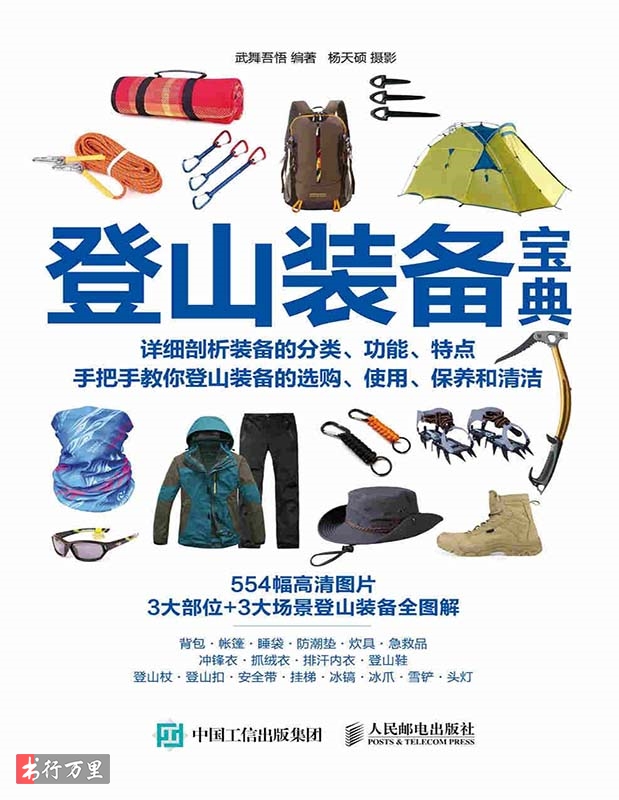 武舞吾悟 编著 杨天硕 摄影
登山装备宝典
详细剖析装备的分类、功能、特点
手把手教你登山装备的选购、使用、保养和清洁
554幅高清图片
3大部位+3大场景登山装备全图解
背包·帐篷·睡袋·防潮垫·炊具·急救品
冲锋衣·抓绒衣·排汗内衣·登山鞋
登山杖·登山扣·安全带·挂梯·冰镐·冰爪·雪铲·头灯
中国工信出版集团 人民邮电出版社
POSTS & TELECOM PRESS
书行万里